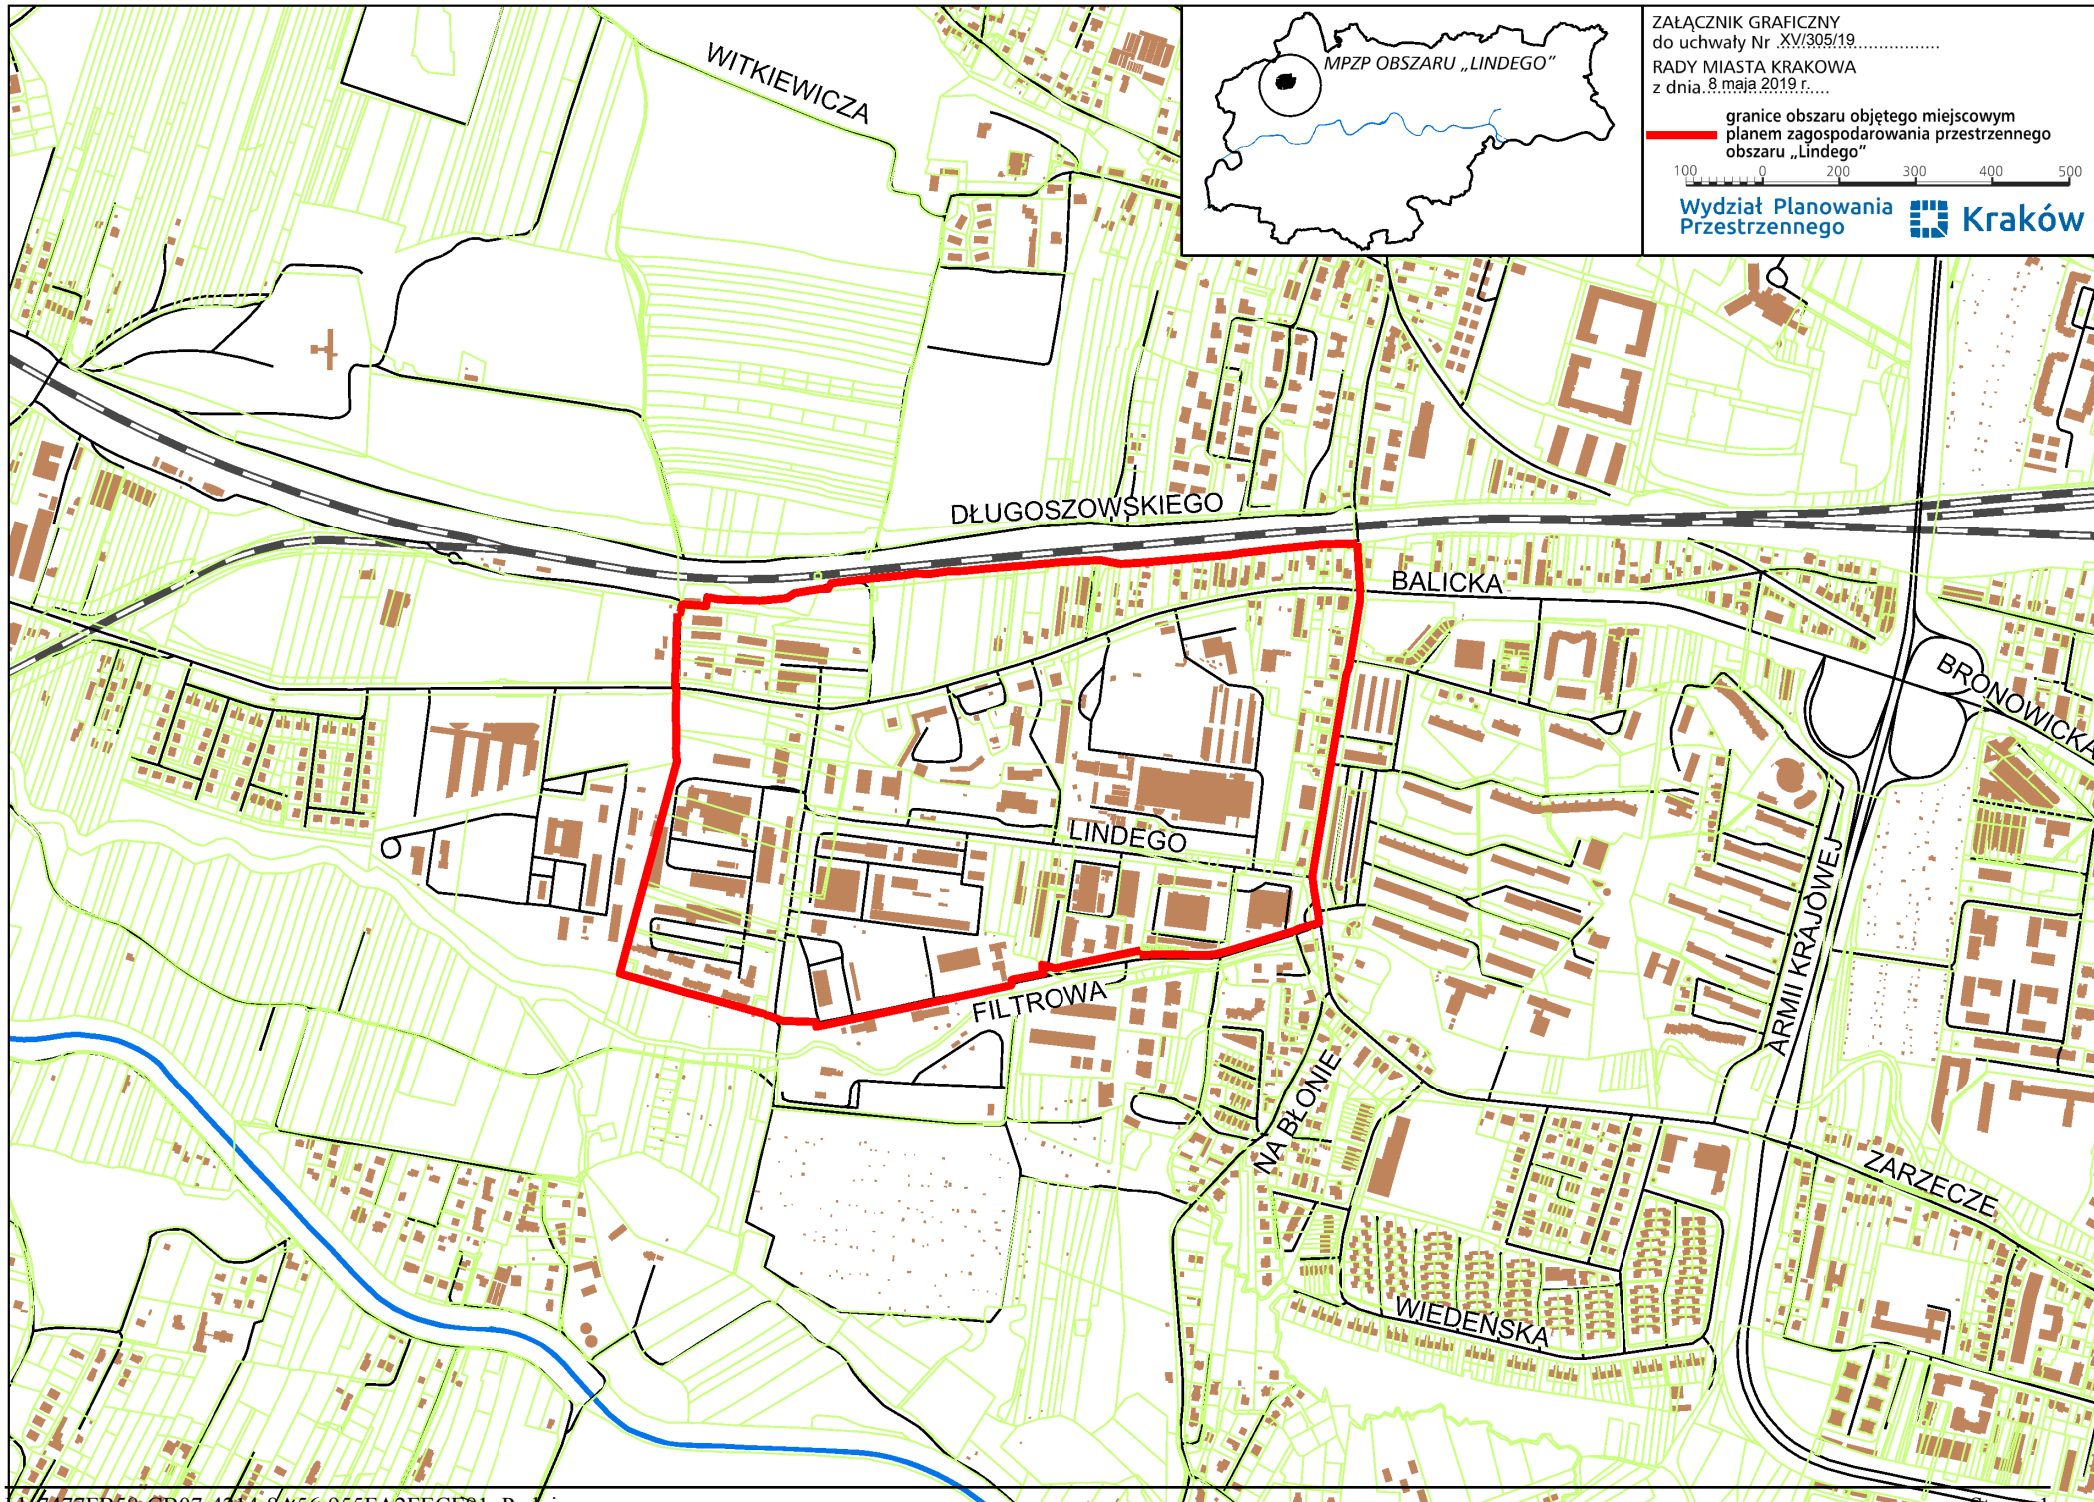 WITKIEWICZA
MPZP OBSZARU „LINDEGO”
ZAŁĄCZNIK GRAFICZNY
do uchwały Nr XV/305/19
RADY MIASTA KRAKOWA
z dnia 8 maja 2019 r.
granice obszaru objętego miejscowym
planem zagospodarowania przestrzennego
obszaru „Lindego”
100 0 200 300 400 500
Wydział Planowania
Przestrzennego
Kraków
DŁUGOSZOWSKIEGO
BALICKA
BRONOWICKA
LINDEGO
ARMII KRAJOWEJ
FILTROWA
NA BŁONIE
ZARZECZE
WIEDEŃSKA